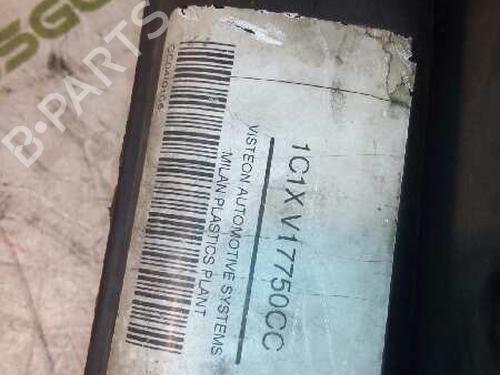 1C1X V17750CC
VISTEON AUTOMOTIVE SYSTEMS
MILAN PLASTICS PLANT
B-PARTS